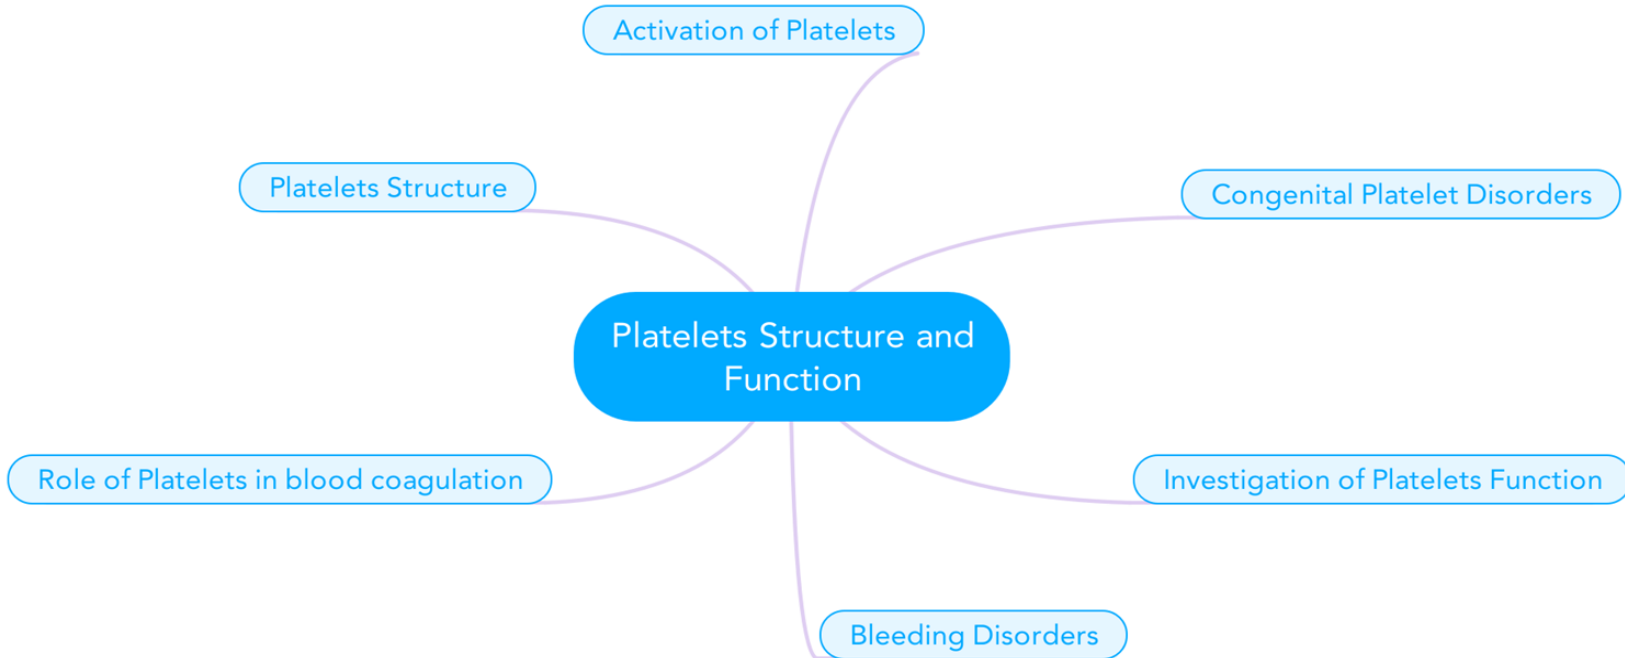 Activation of Platelets
Platelets Structure
Congenital Platelet Disorders
Platelets Structure and
Function
Role of Platelets in blood coagulation
Investigation of Platelets Function
Bleeding Disorders